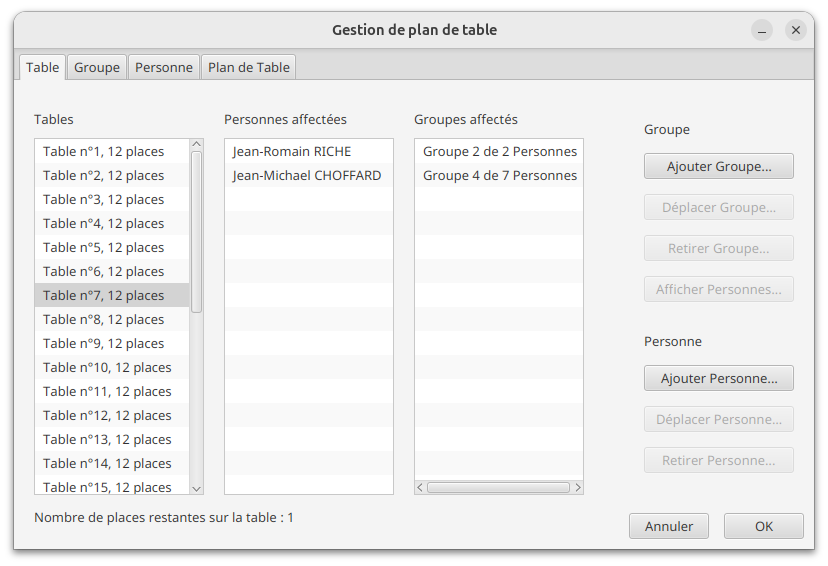 Gestion de plan de table
Table Groupe Personne Plan de Table
Tables
Table n°1, 12 places
Table n°2, 12 places
Table n°3, 12 places
Table n°4, 12 places
Table n°5, 12 places
Table n°6, 12 places
Table n°7, 12 places
Table n°8, 12 places
Table n°9, 12 places
Table n°10, 12 places
Table n°11, 12 places
Table n°12, 12 places
Table n°13, 12 places
Table n°14, 12 places
Table n°15, 12 places
Nombre de places restantes sur la table : 1
Personnes affectées
Jean-Romain RICHE
Jean-Michael CHOFFARD
Groupes affectés
Groupe 2 de 2 Personnes
Groupe 4 de 7 Personnes
Groupe
Ajouter Groupe...
Déplacer Groupe...
Retirer Groupe...
Afficher Personnes...
Personne
Ajouter Personne...
Déplacer Personne...
Retirer Personne...
Annuler OK